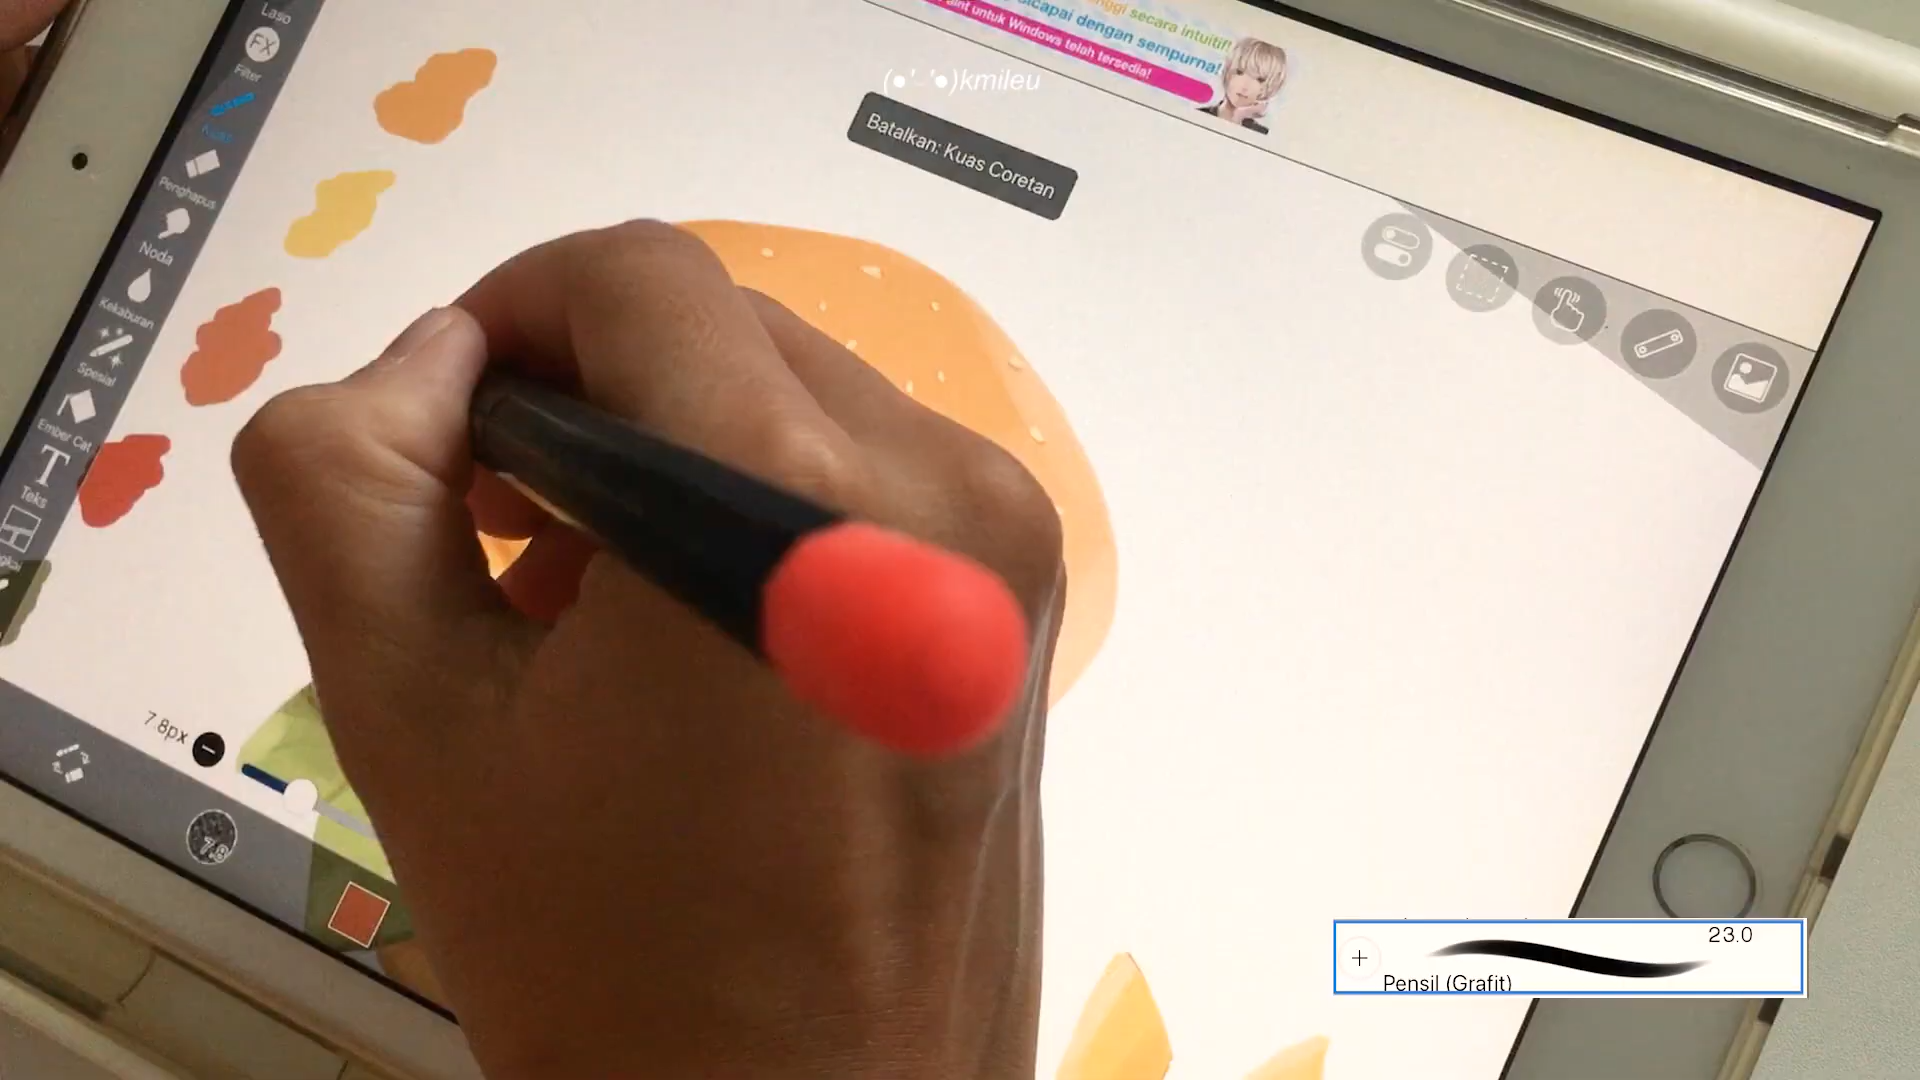 secara intuitif!
dicapai dengan sempurna!
untuk Windows telah tersedia!
(●'◡'●)kmileu
Batalkan: Kuas Coretan
Laso
FX
Filter
Kuas
Penghapus
Noda
Kekaburan
Spesial
Ember Cat
T
Teks
7.8px
7.8
23.0
Pensil (Grafit)